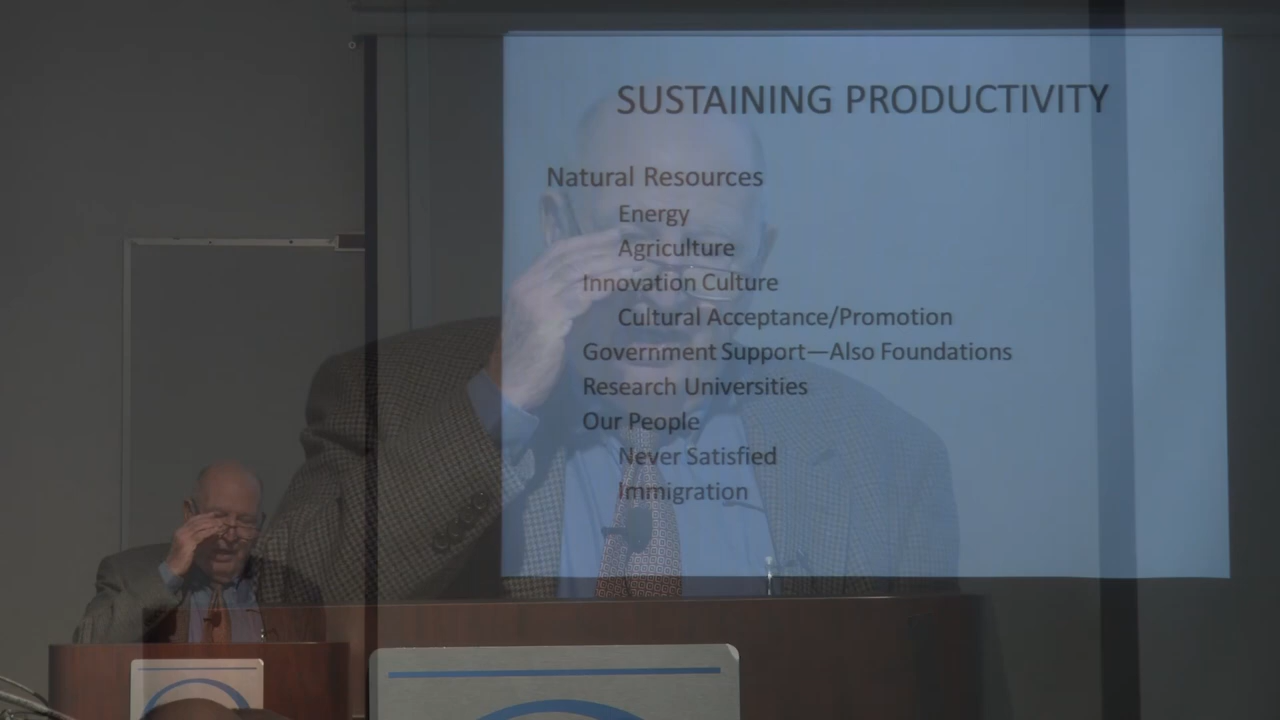 SUSTAINING PRODUCTIVITY
Natural Resources
Energy
Agriculture
Innovation Culture
Cultural Acceptance/Promotion
Government Support—Also Foundations
Research Universities
Our People
Never Satisfied
Immigration